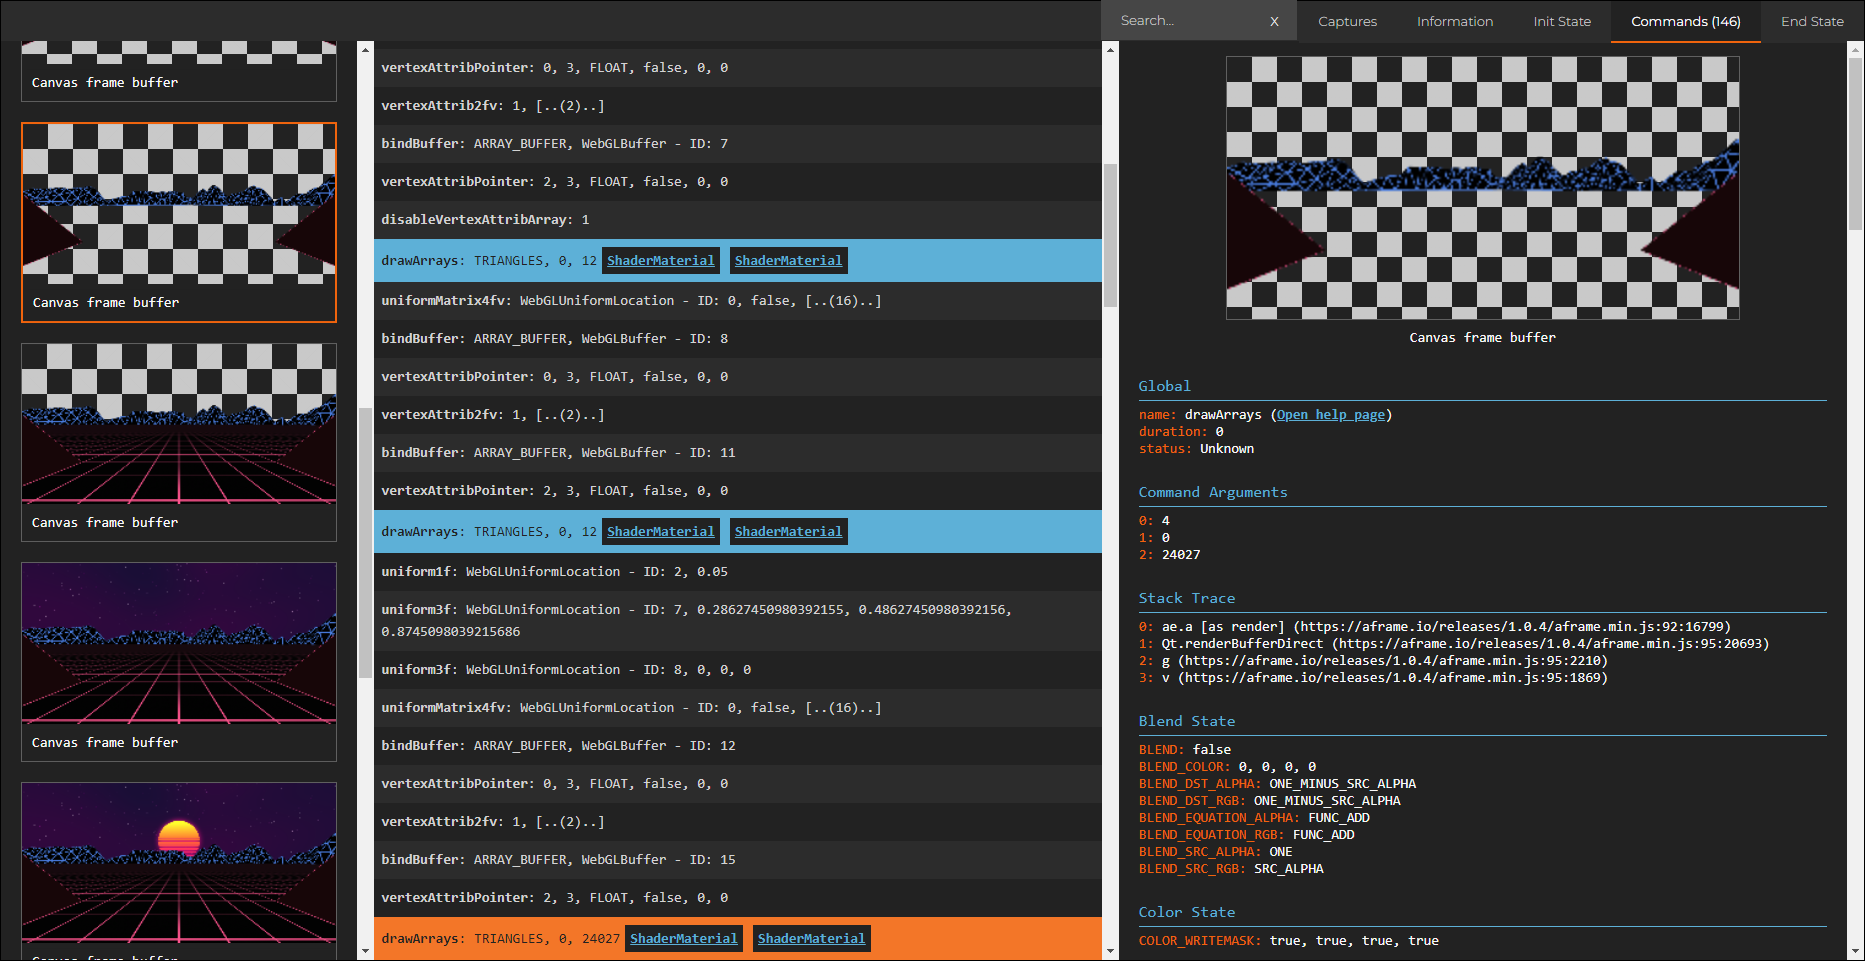 Search...
X
Captures
Information
Init State
Commands (146)
End State
Canvas frame buffer
Canvas frame buffer
Canvas frame buffer
Canvas frame buffer
vertexAttribPointer: 0, 3, FLOAT, false, 0, 0
vertexAttrib2fv: 1, [..(2)..]
bindBuffer: ARRAY_BUFFER, WebGLBuffer - ID: 7
vertexAttribPointer: 2, 3, FLOAT, false, 0, 0
disableVertexAttribArray: 1
drawArrays: TRIANGLES, 0, 12 ShaderMaterial ShaderMaterial
uniformMatrix4fv: WebGLUniformLocation - ID: 0, false, [..(16)..]
bindBuffer: ARRAY_BUFFER, WebGLBuffer - ID: 8
vertexAttribPointer: 0, 3, FLOAT, false, 0, 0
vertexAttrib2fv: 1, [..(2)..]
bindBuffer: ARRAY_BUFFER, WebGLBuffer - ID: 11
vertexAttribPointer: 2, 3, FLOAT, false, 0, 0
drawArrays: TRIANGLES, 0, 12 ShaderMaterial ShaderMaterial
uniform1f: WebGLUniformLocation - ID: 2, 0.05
uniform3f: WebGLUniformLocation - ID: 7, 0.28627450980392155, 0.48627450980392156,
0.8745098039215686
uniform3f: WebGLUniformLocation - ID: 8, 0, 0, 0
uniformMatrix4fv: WebGLUniformLocation - ID: 0, false, [..(16)..]
bindBuffer: ARRAY_BUFFER, WebGLBuffer - ID: 12
vertexAttribPointer: 0, 3, FLOAT, false, 0, 0
vertexAttrib2fv: 1, [..(2)..]
bindBuffer: ARRAY_BUFFER, WebGLBuffer - ID: 15
vertexAttribPointer: 2, 3, FLOAT, false, 0, 0
drawArrays: TRIANGLES, 0, 24027 ShaderMaterial ShaderMaterial
Canvas frame buffer
Global
name: drawArrays (Open help page)
duration: 0
status: Unknown
Command Arguments
0: 4
1: 0
2: 24027
Stack Trace
0: ae.a [as render] (https://aframe.io/releases/1.0.4/aframe.min.js:92:16799)
1: Qt.renderBufferDirect (https://aframe.io/releases/1.0.4/aframe.min.js:95:20693)
2: g (https://aframe.io/releases/1.0.4/aframe.min.js:95:2210)
3: v (https://aframe.io/releases/1.0.4/aframe.min.js:95:1869)
Blend State
BLEND: false
BLEND_COLOR: 0, 0, 0, 0
BLEND_DST_ALPHA: ONE_MINUS_SRC_ALPHA
BLEND_DST_RGB: ONE_MINUS_SRC_ALPHA
BLEND_EQUATION_ALPHA: FUNC_ADD
BLEND_EQUATION_RGB: FUNC_ADD
BLEND_SRC_ALPHA: ONE
BLEND_SRC_RGB: SRC_ALPHA
Color State
COLOR_WRITEMASK: true, true, true, true